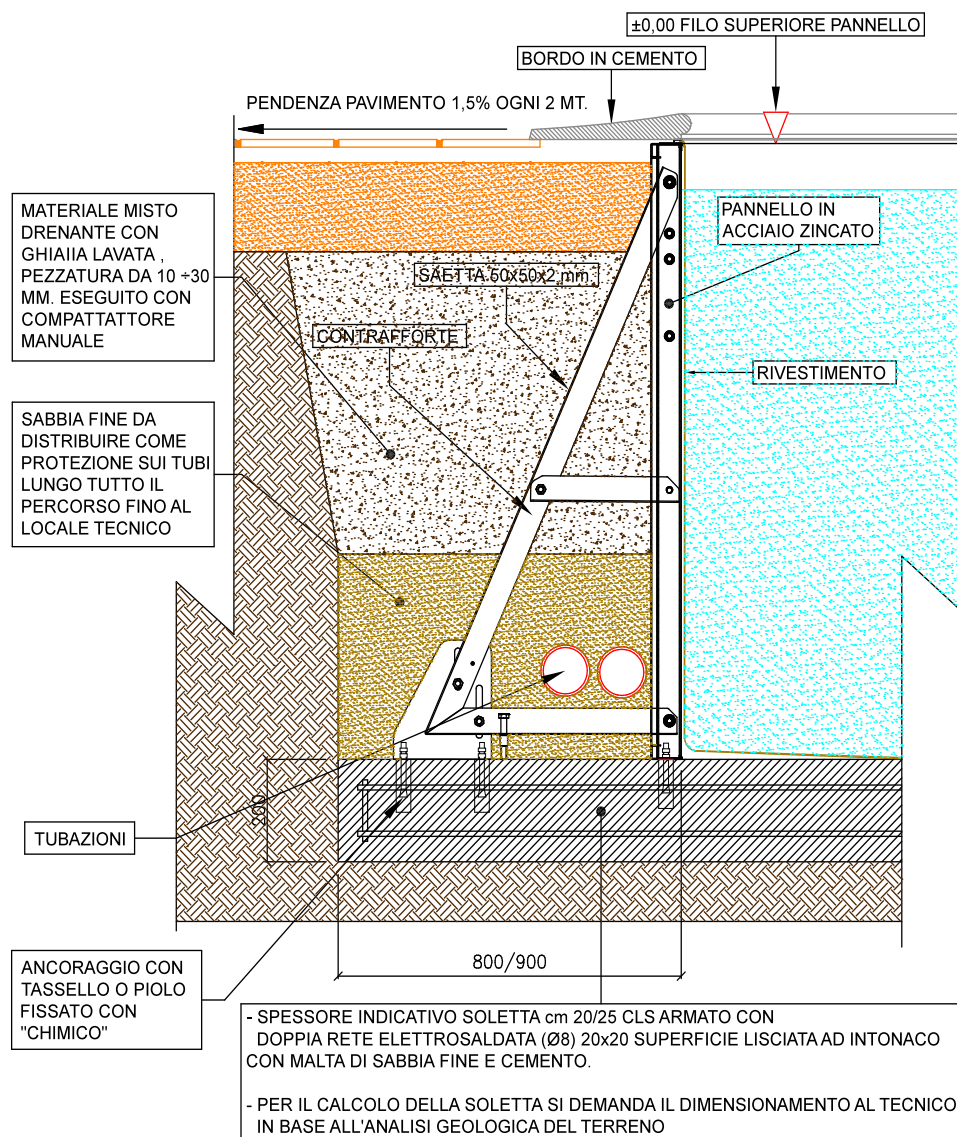 ±0,00 FILO SUPERIORE PANNELLO
BORDO IN CEMENTO
PENDENZA PAVIMENTO 1,5% OGNI 2 MT.
MATERIALE MISTO
DRENANTE CON
GHIAIIA LAVATA ,
PEZZATURA DA 10 ÷30
MM. ESEGUITO CON
COMPATTATTORE
MANUALE
PANNELLO IN
ACCIAIO ZINCATO
SAETTA 50x50x2 mm.
CONTRAFFORTE
RIVESTIMENTO
SABBIA FINE DA
DISTRIBUIRE COME
PROTEZIONE SUI TUBI
LUNGO TUTTO IL
PERCORSO FINO AL
LOCALE TECNICO
200
TUBAZIONI
ANCORAGGIO CON
TASSELLO O PIOLO
FISSATO CON
"CHIMICO"
800/900
- SPESSORE INDICATIVO SOLETTA cm 20/25 CLS ARMATO CON
DOPPIA RETE ELETTROSALDATA (Ø8) 20x20 SUPERFICIE LISCIATA AD INTONACO
CON MALTA DI SABBIA FINE E CEMENTO.
- PER IL CALCOLO DELLA SOLETTA SI DEMANDA IL DIMENSIONAMENTO AL TECNICO
IN BASE ALL'ANALISI GEOLOGICA DEL TERRENO